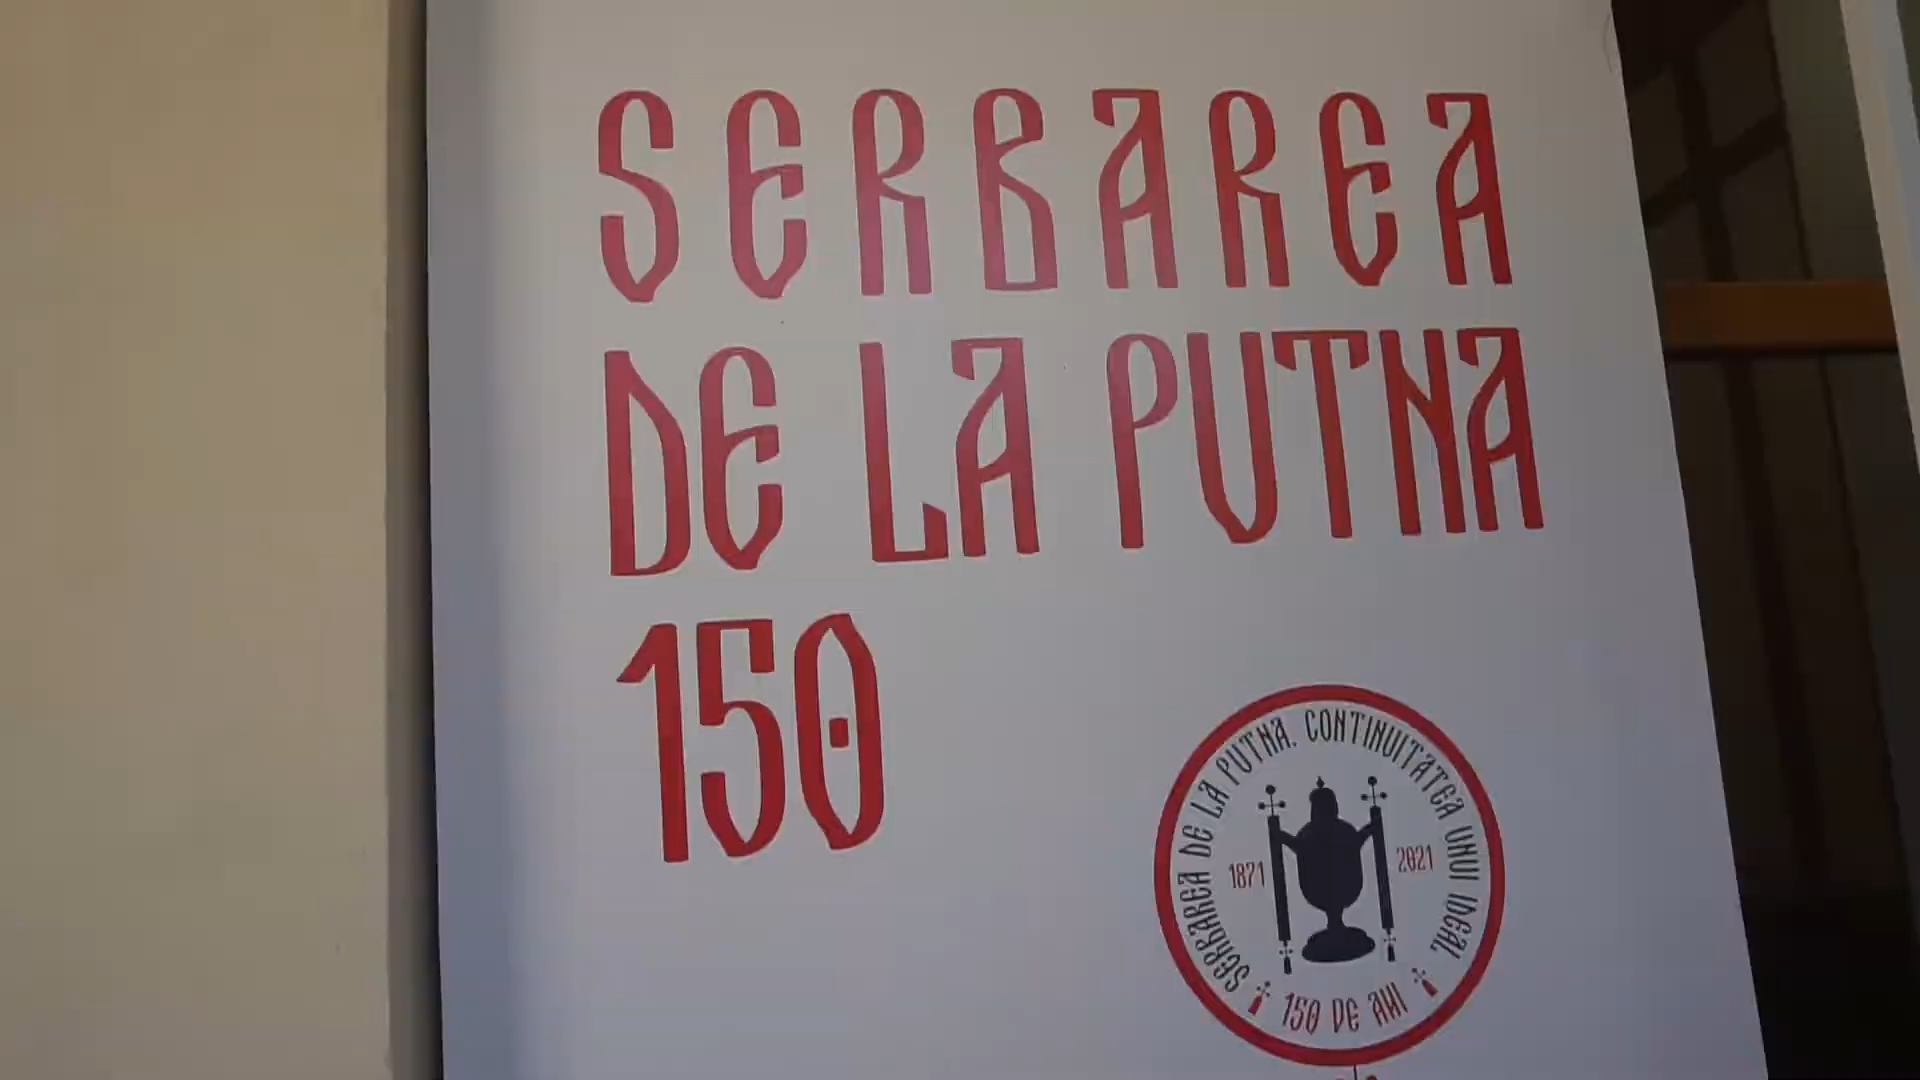 SERBAREA
DE LA PUTNA
150
SERBAREA DE LA PUTNA. CONTINUITATEA UNUI IDEAL
1871
2021
150 DE ANI